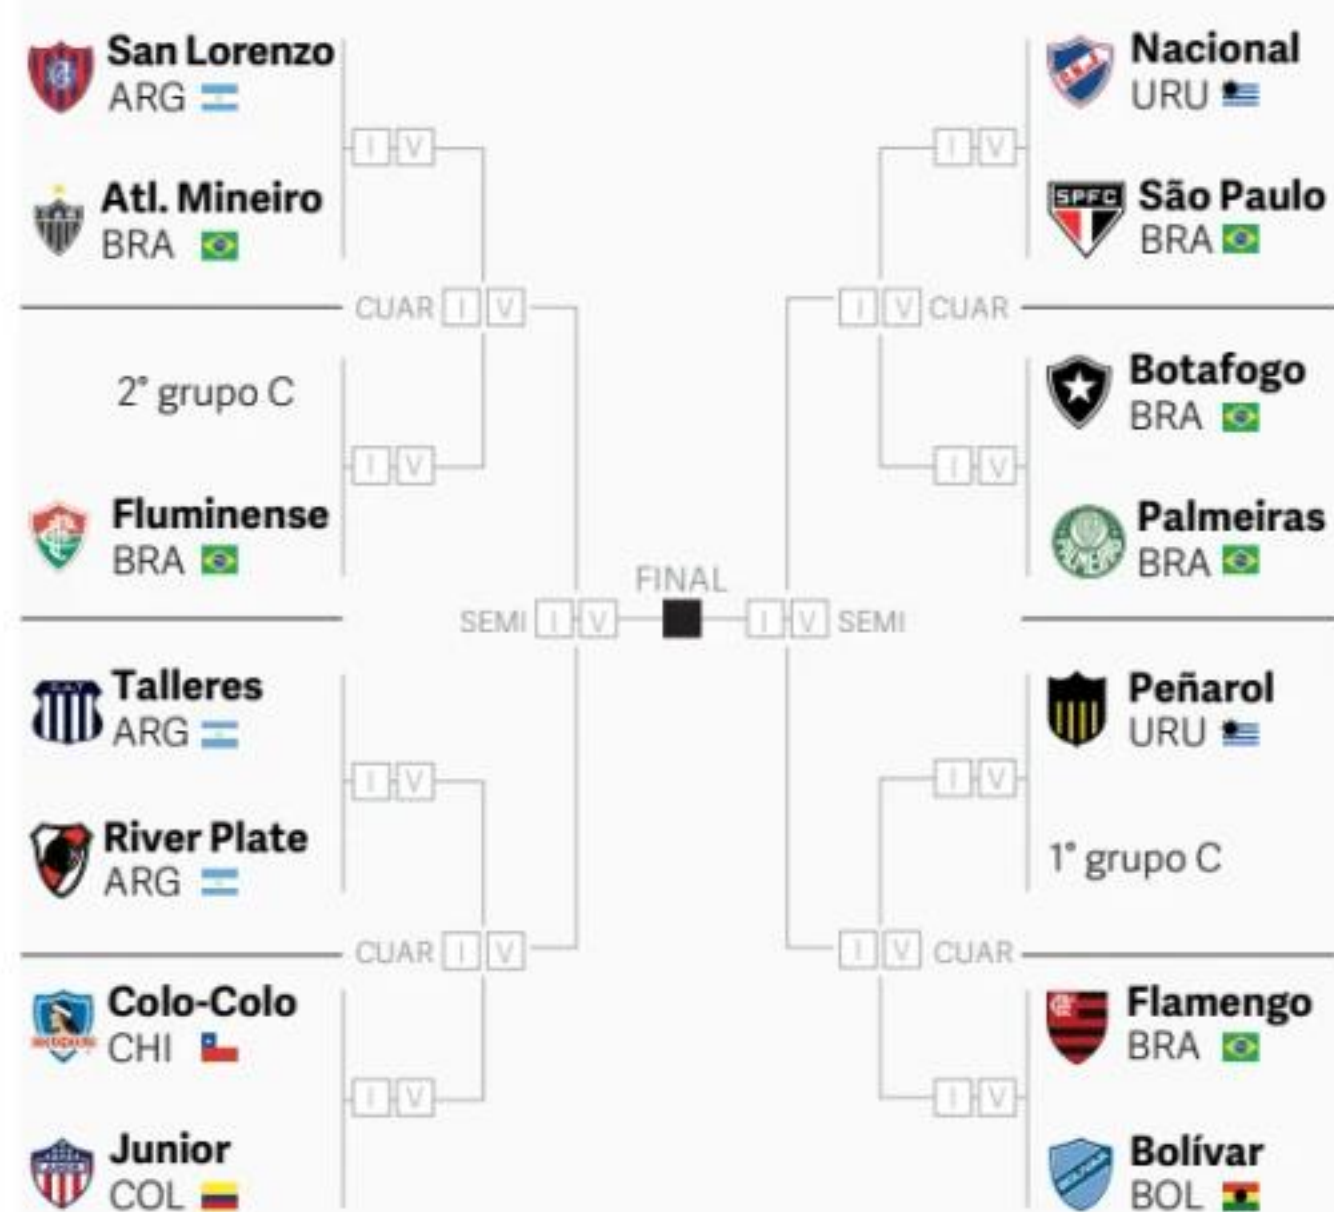 San Lorenzo
ARG
I V
Atl. Mineiro
BRA
CUAR I V
2° grupo C
I V
Fluminense
BRA
SEMI I V
Talleres
ARG
I V
River Plate
ARG
CUAR I V
Colo-Colo
CHI
I V
Junior
COL
FINAL
Nacional
URU
I V
SPFC
São Paulo
BRA
I V CUAR
Botafogo
BRA
I V
Palmeiras
BRA
I V SEMI
Peñarol
URU
I V
1° grupo C
I V CUAR
Flamengo
BRA
I V
Bolívar
BOL